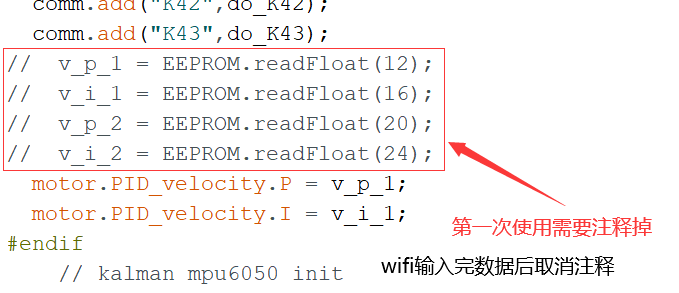 comm.add("K42",do_K42);
comm.add("K43",do_K43);
//  v_p_1 = EEPROM.readFloat(12);
//  v_i_1 = EEPROM.readFloat(16);
//  v_p_2 = EEPROM.readFloat(20);
//  v_i_2 = EEPROM.readFloat(24);
motor.PID_velocity.P = v_p_1;
motor.PID_velocity.I = v_i_1;
第一次使用需要注释掉
#endif
wifi输入完数据后取消注释
// kalman mpu6050 init